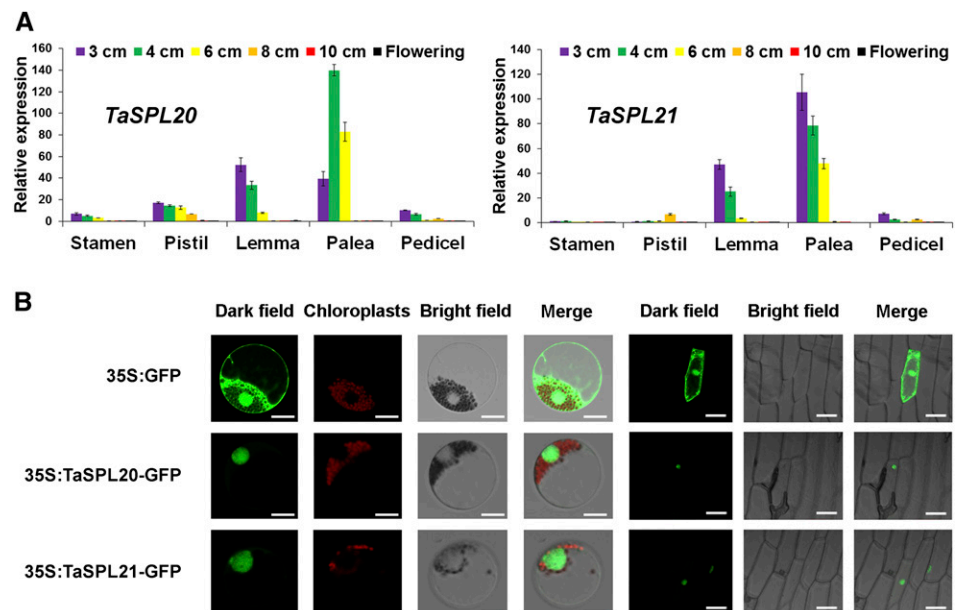 A
3 cm 4 cm 6 cm 8 cm 10 cm Flowering
Relative expression
160
140
120
100
80
60
40
20
0
TaSPL20
Stamen Pistil Lemma Palea Pedicel
3 cm 4 cm 6 cm 8 cm 10 cm Flowering
Relative expression
140
120
100
80
60
40
20
0
TaSPL21
Stamen Pistil Lemma Palea Pedicel
B
Dark field Chloroplasts Bright field Merge Dark field Bright field Merge
35S:GFP
35S:TaSPL20-GFP
35S:TaSPL21-GFP